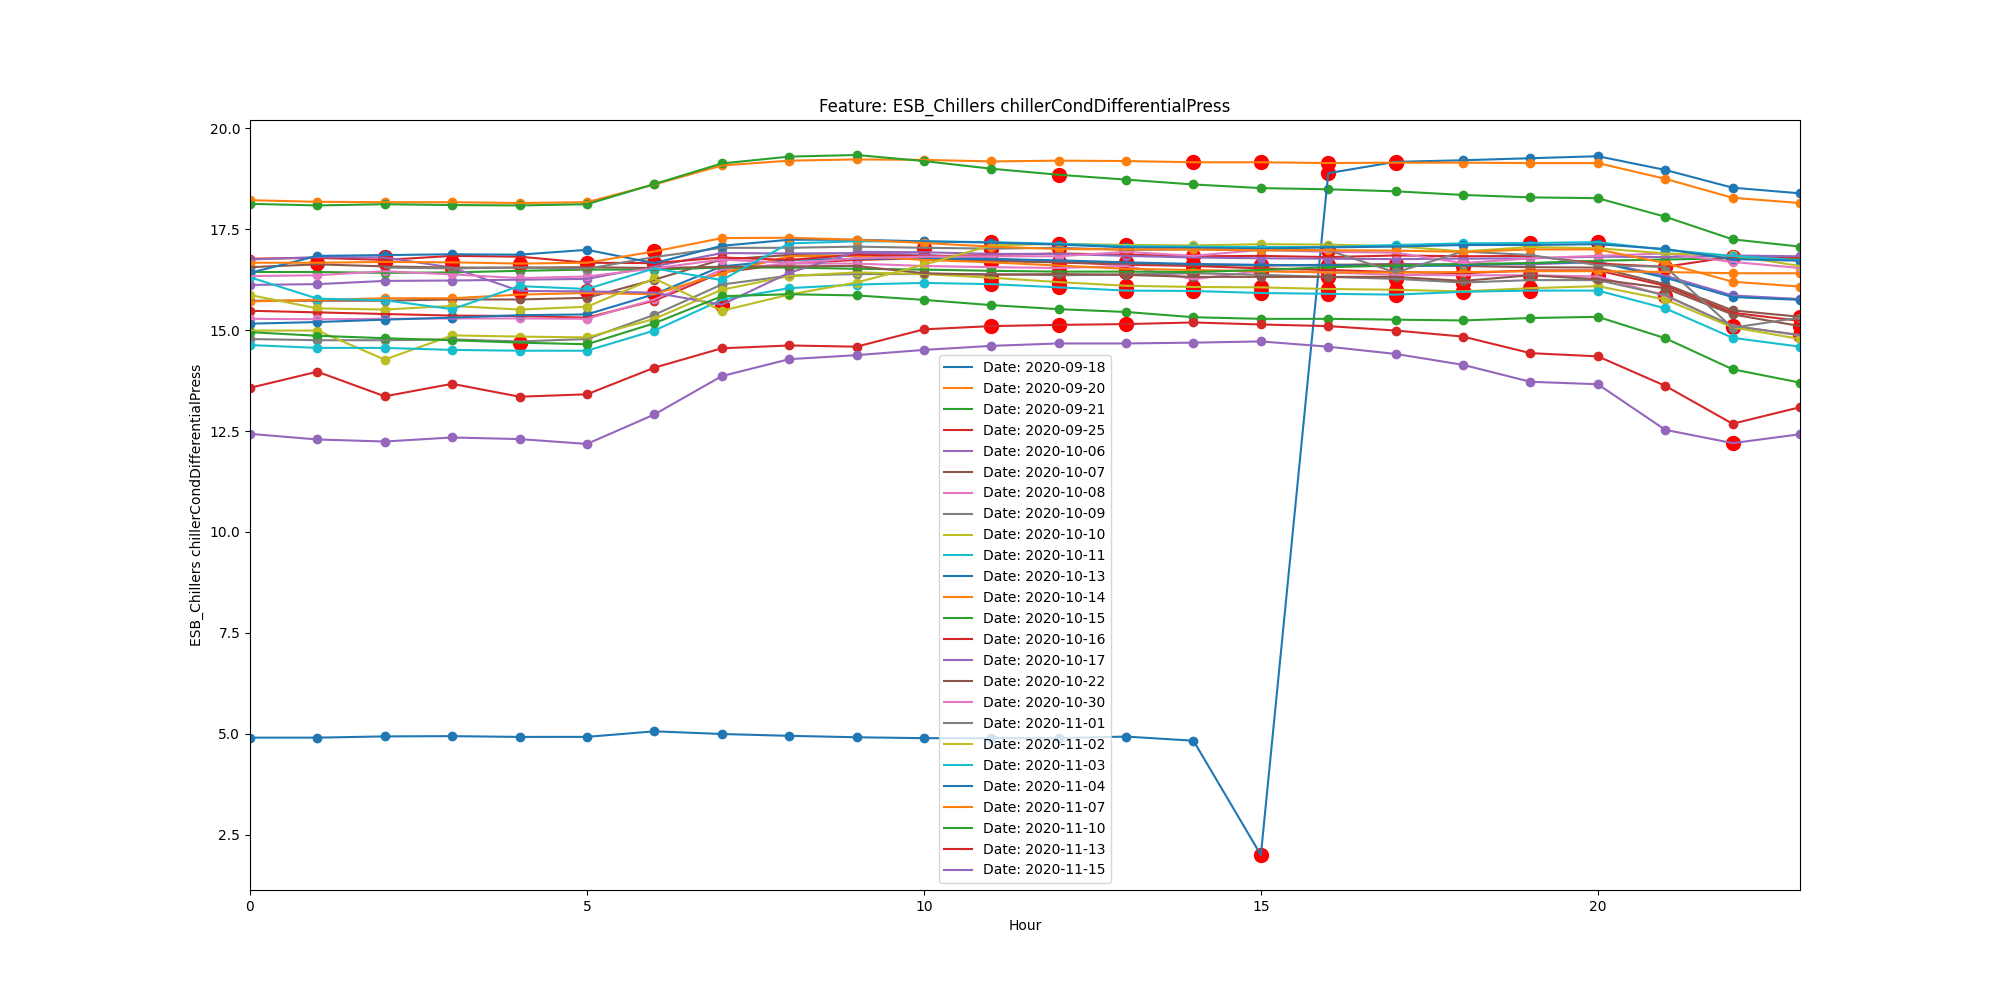 Feature: ESB_Chillers chillerCondDifferentialPress
20.0
17.5
15.0
12.5
10.0
7.5
5.0
2.5
ESB_Chillers chillerCondDifferentialPress
Date: 2020-09-18
Date: 2020-09-20
Date: 2020-09-21
Date: 2020-09-25
Date: 2020-10-06
Date: 2020-10-07
Date: 2020-10-08
Date: 2020-10-09
Date: 2020-10-10
Date: 2020-10-11
Date: 2020-10-13
Date: 2020-10-14
Date: 2020-10-15
Date: 2020-10-16
Date: 2020-10-17
Date: 2020-10-22
Date: 2020-10-30
Date: 2020-11-01
Date: 2020-11-02
Date: 2020-11-03
Date: 2020-11-04
Date: 2020-11-07
Date: 2020-11-10
Date: 2020-11-13
Date: 2020-11-15
0 5 10 15 20
Hour